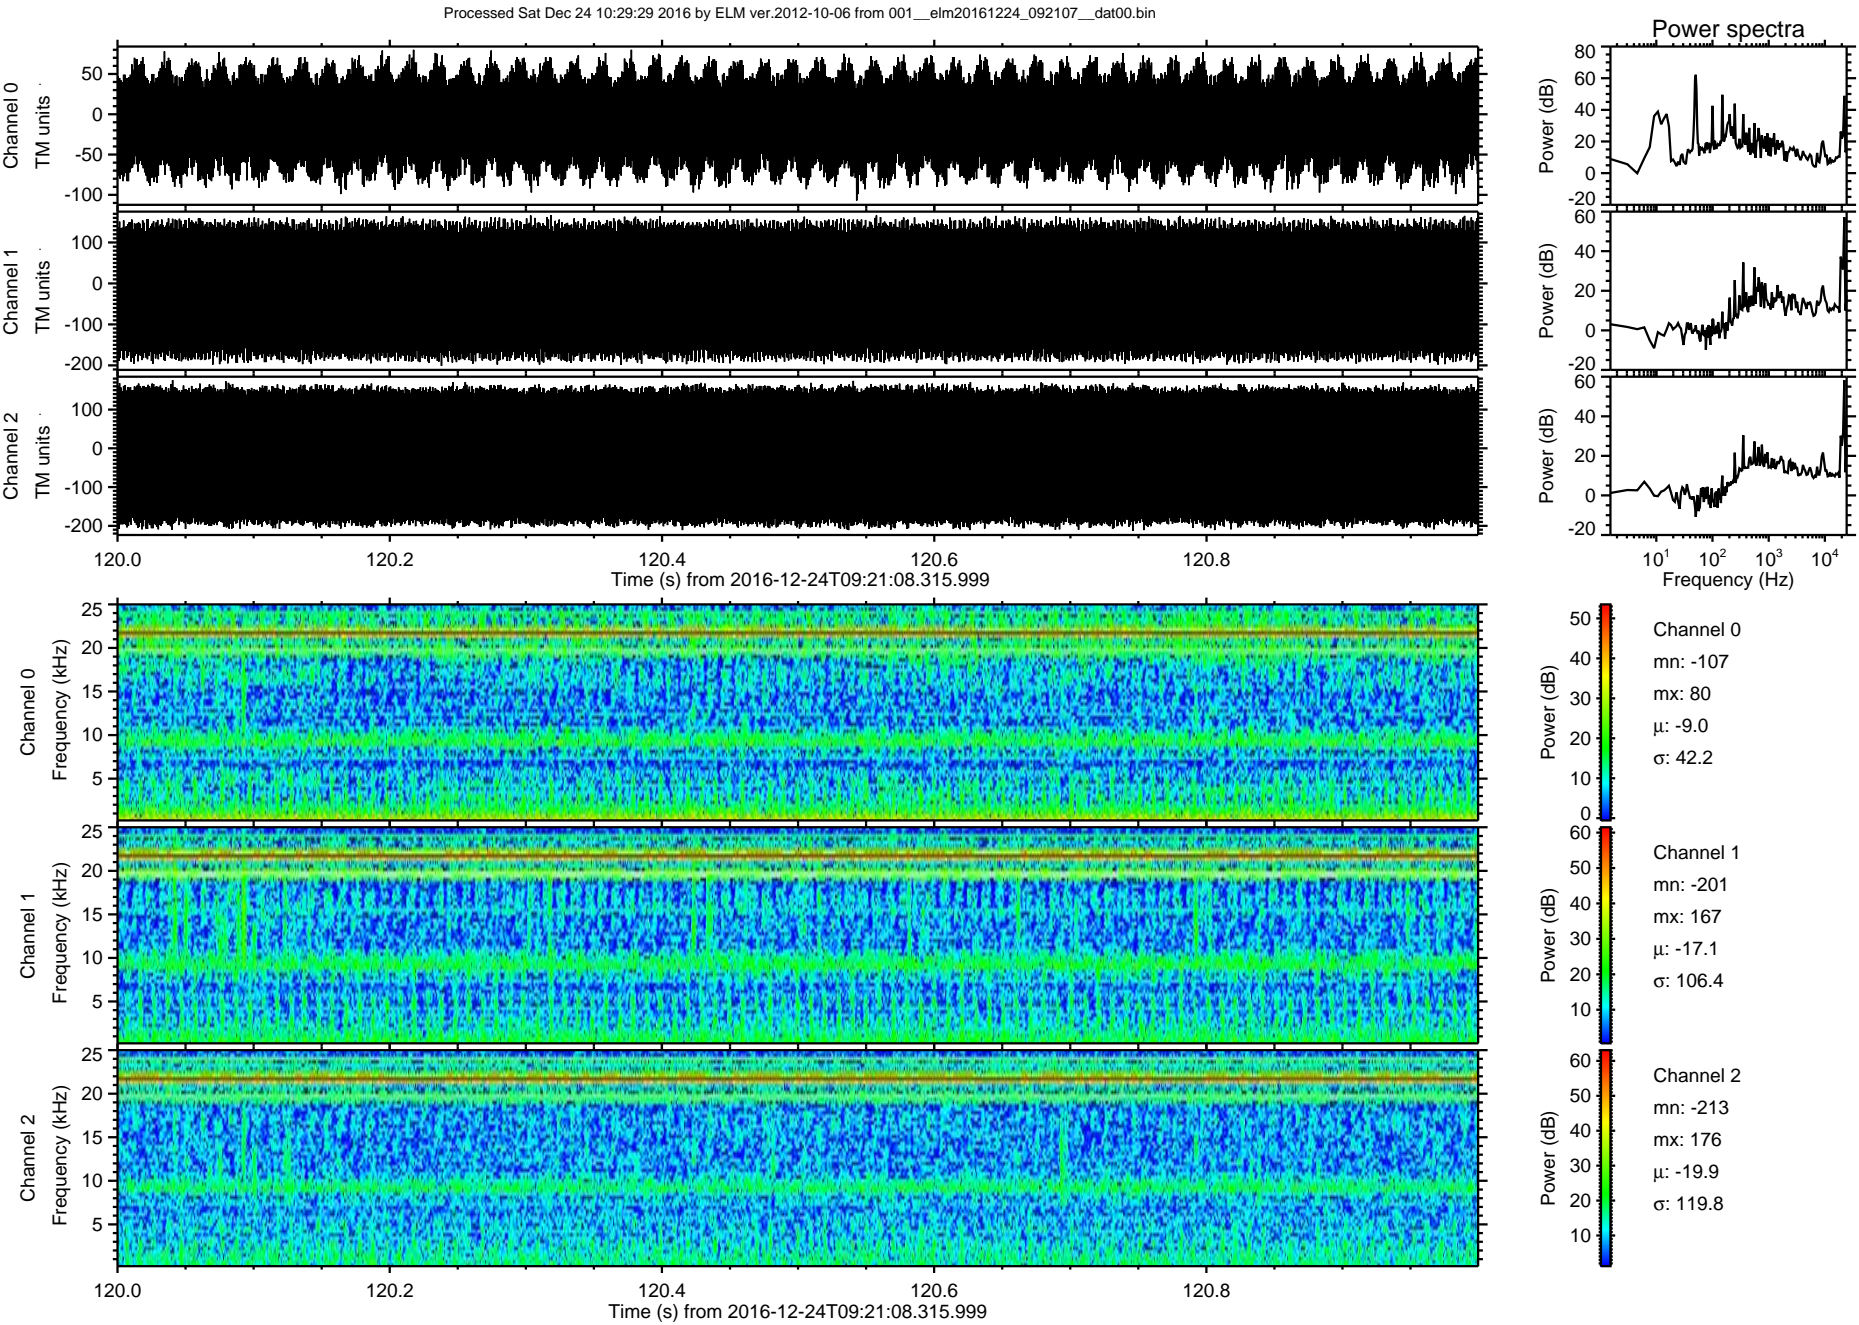 Processed Sat Dec 24 10:29:29 2016 by ELM ver.2012-10-06 from 001__elm20161224_092107__dat00.bin
Power spectra
Channel 0
TM units
50
0
-50
-100
Power (dB)
80
60
40
20
0
-20
Channel 1
TM units
100
0
-100
-200
Power (dB)
60
40
20
0
-20
Channel 2
TM units
100
0
-100
-200
Power (dB)
60
40
20
0
-20
120.0 120.2 120.4 120.6 120.8
Time (s) from 2016-12-24T09:21:08.315.999
10¹ 10² 10³ 10⁴
Frequency (Hz)
Channel 0
Frequency (kHz)
25
20
15
10
5
Power (dB)
50
40
30
20
10
0
Channel 0
mn: -107
mx: 80
μ: -9.0
σ: 42.2
Channel 1
Frequency (kHz)
25
20
15
10
5
Power (dB)
60
50
40
30
20
10
Channel 1
mn: -201
mx: 167
μ: -17.1
σ: 106.4
Channel 2
Frequency (kHz)
25
20
15
10
5
Power (dB)
60
50
40
30
20
10
Channel 2
mn: -213
mx: 176
μ: -19.9
σ: 119.8
120.0 120.2 120.4 120.6 120.8
Time (s) from 2016-12-24T09:21:08.315.999